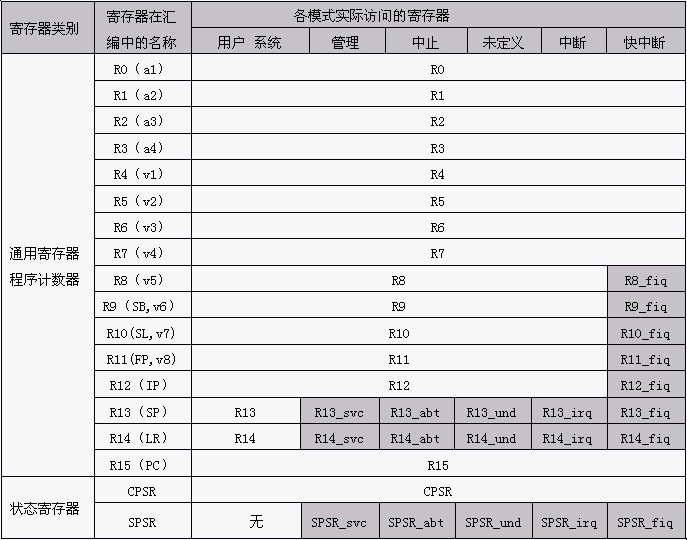 寄存器类别 寄存器在汇编中的名称 各模式实际访问的寄存器
用户 系统 管理 中止 未定义 中断 快中断
通用寄存器
程序计数器
R0(a1) R0
R1(a2) R1
R2(a3) R2
R3(a4) R3
R4(v1) R4
R5(v2) R5
R6(v3) R6
R7(v4) R7
R8(v5) R8 R8_fiq
R9(SB,v6) R9 R9_fiq
R10(SL,v7) R10 R10_fiq
R11(FP,v8) R11 R11_fiq
R12(IP) R12 R12_fiq
R13(SP) R13 R13_svc R13_abt R13_und R13_irq R13_fiq
R14(LR) R14 R14_svc R14_abt R14_und R14_irq R14_fiq
R15(PC) R15
状态寄存器
CPSR CPSR
SPSR 无 SPSR_svc SPSR_abt SPSR_und SPSR_irq SPSR_fiq